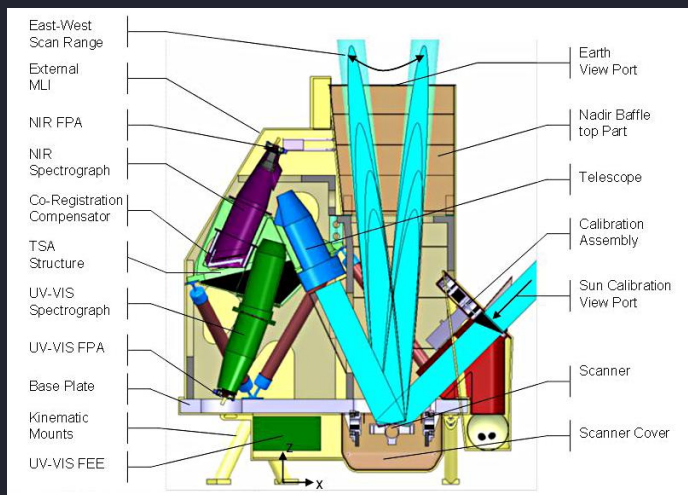 East-West
Scan Range
External
MLI
NIR FPA
NIR
Spectrograph
Co-Registration
Compensator
TSA
Structure
UV-VIS
Spectrograph
UV-VIS FPA
Base Plate
Kinematic
Mounts
UV-VIS FEE
Earth
View Port
Nadir Baffle
top Part
Telescope
Calibration
Assembly
Sun Calibration
View Port
Scanner
Scanner Cover
Z
X